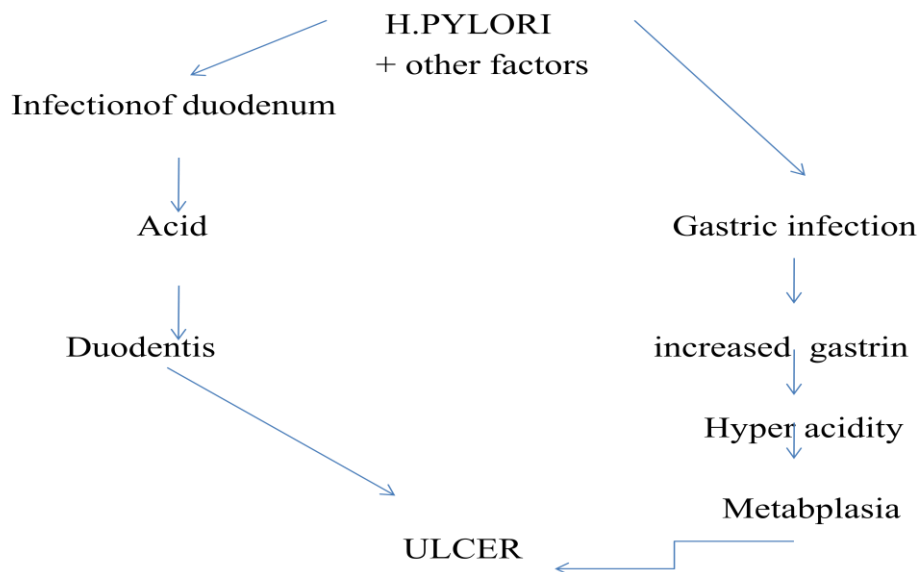 H.PYLORI
+ other factors
Infectionof duodenum
Acid
Gastric infection
Duodentis
increased gastrin
Hyper acidity
Metabplasia
ULCER